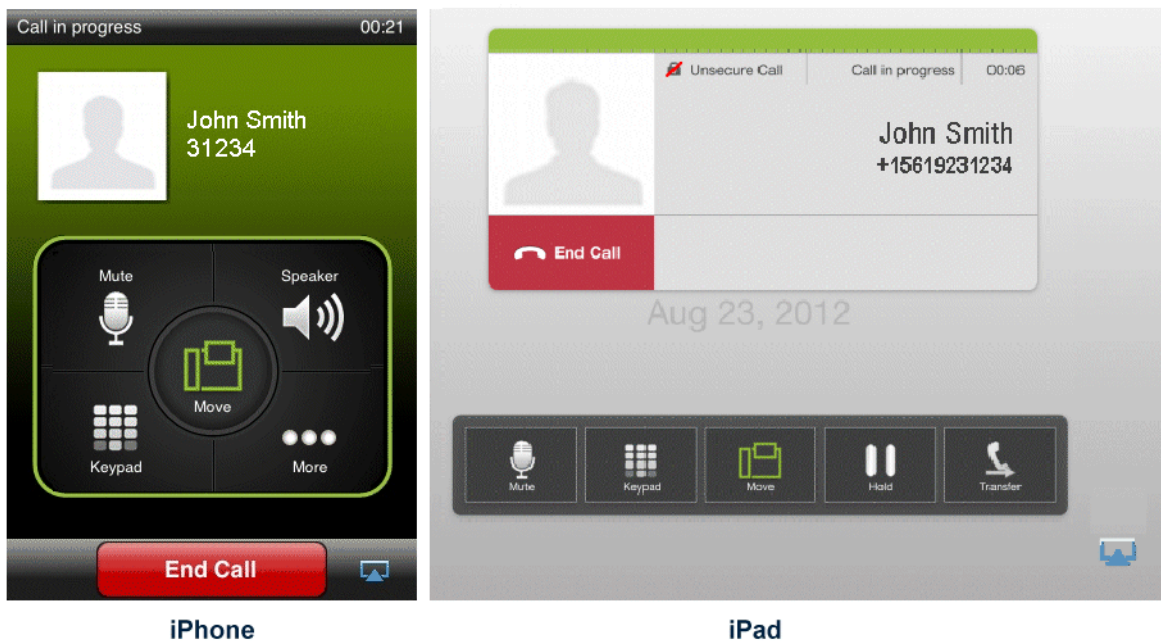 Call in progress 00:21
John Smith
31234
Mute Speaker
Move
Keypad More
End Call
iPhone
Unsecure Call Call in progress 00:06
John Smith
+15619231234
End Call
Aug 23, 2012
Mute Keypad Move Hold Transfer
iPad